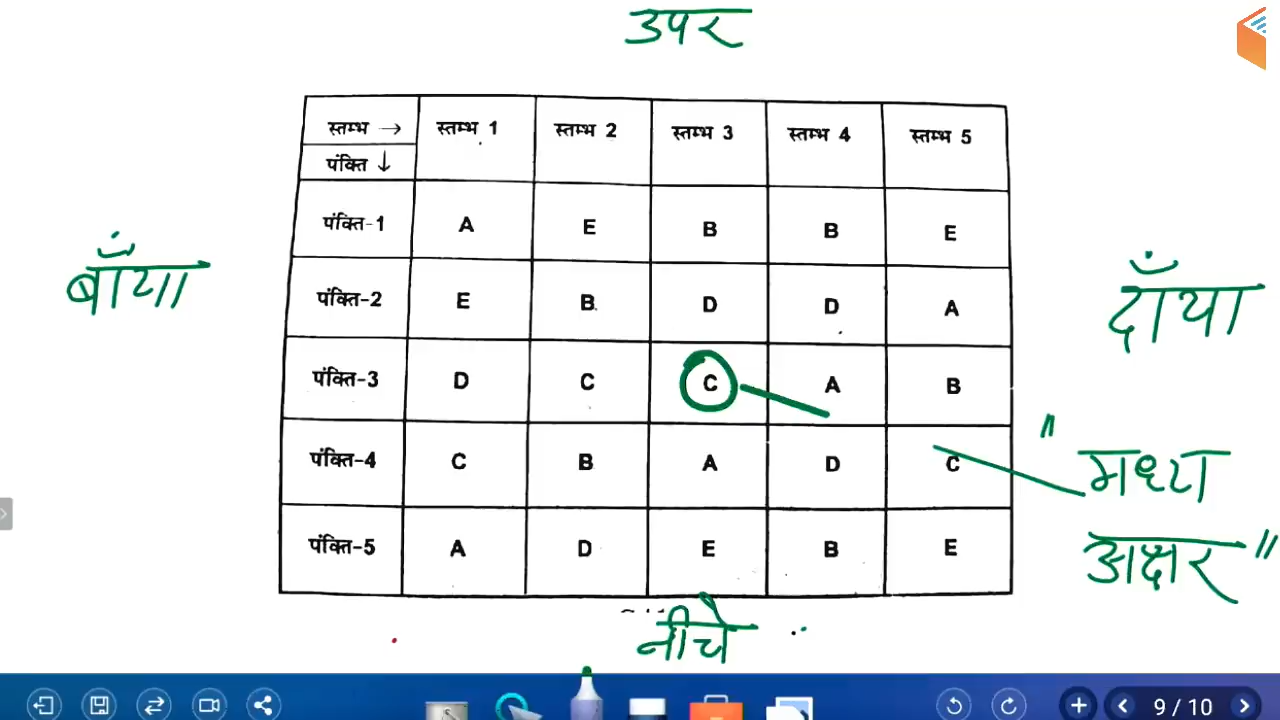 उपर
स्तम्भ → स्तम्भ 1 स्तम्भ 2 स्तम्भ 3 स्तम्भ 4 स्तम्भ 5
पंक्ति ↓
पंक्ति-1 A E B B E
बाँया
दाँया
पंक्ति-2 E B D D A
पंक्ति-3 D C C A B
पंक्ति-4 C B A D C
"मध्य
अक्षर"
पंक्ति-5 A D E B E
नीचे
9 / 10